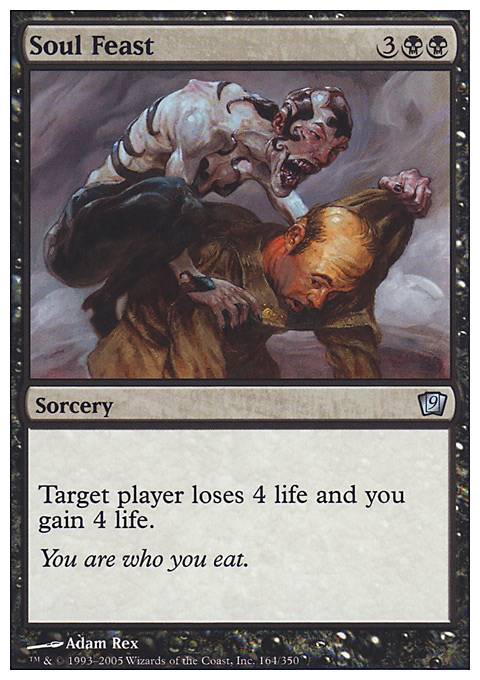 Soul Feast 3
Sorcery 9
Target player loses 4 life and you
gain 4 life.
You are who you eat.
Adam Rex
™ & © 1993–2005 Wizards of the Coast, Inc. 164/350